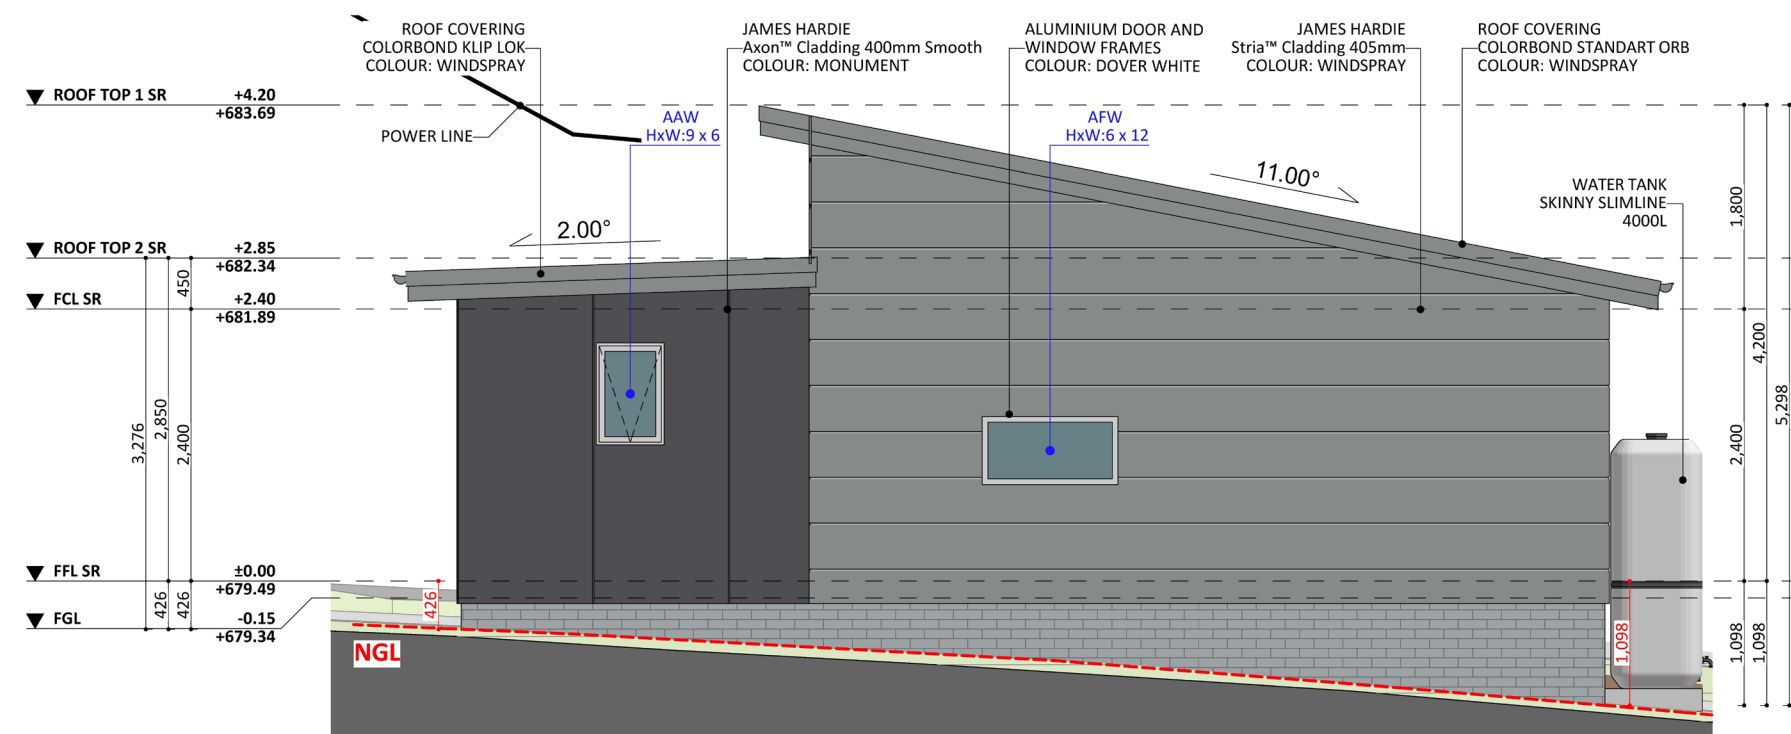 ROOF COVERING
COLORBOND KLIP LOK
COLOUR: WINDSPRAY
JAMES HARDIE
Axon™ Cladding 400mm Smooth
COLOUR: MONUMENT
ALUMINIUM DOOR AND
WINDOW FRAMES
COLOUR: DOVER WHITE
JAMES HARDIE
Stria™ Cladding 405mm
COLOUR: WINDSPRAY
ROOF COVERING
COLORBOND STANDART ORB
COLOUR: WINDSPRAY
ROOF TOP 1 SR +4.20
+683.69
POWER LINE
AAW
HxW:9 x 6
AFW
HxW:6 x 12
11.00°
WATER TANK
SKINNY SLIMLINE
4000L
2.00°
ROOF TOP 2 SR +2.85
+682.34
FCL SR +2.40
+681.89
FFL SR ±0.00
+679.49
FGL -0.15
+679.34
3,276
2,850
450
2,400
426
426
426
NGL
1,098
1,800
2,400
1,098
4,200
1,098
5,298